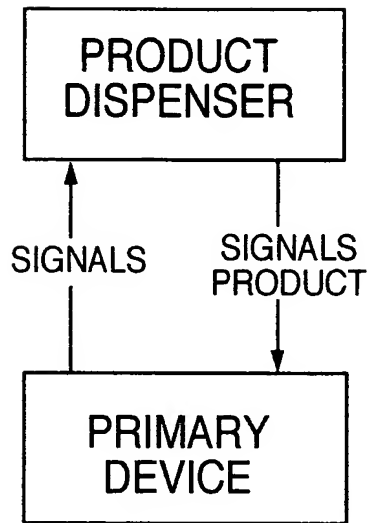 PRODUCT
DISPENSER
SIGNALS
SIGNALS
PRODUCT
PRIMARY
DEVICE